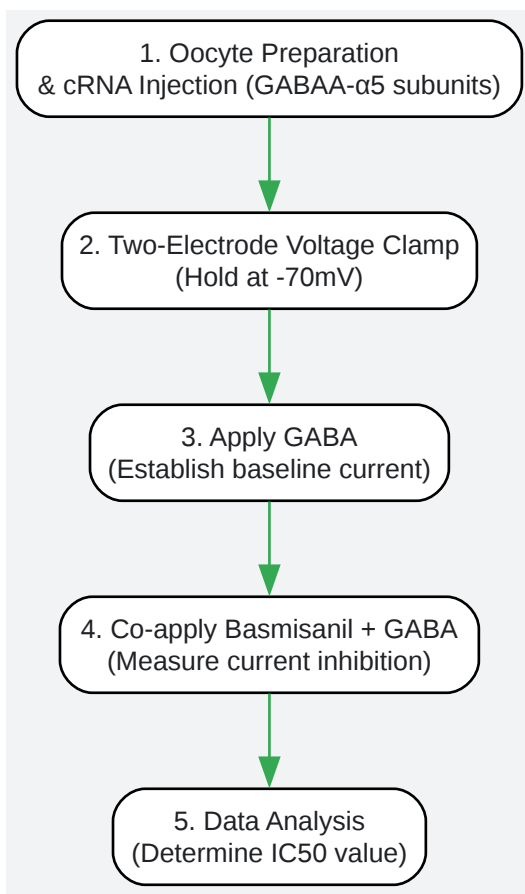 1. Oocyte Preparation
& cRNA Injection (GABAA-α5 subunits)
2. Two-Electrode Voltage Clamp
(Hold at -70mV)
3. Apply GABA
(Establish baseline current)
4. Co-apply Basmisanil + GABA
(Measure current inhibition)
5. Data Analysis
(Determine IC50 value)